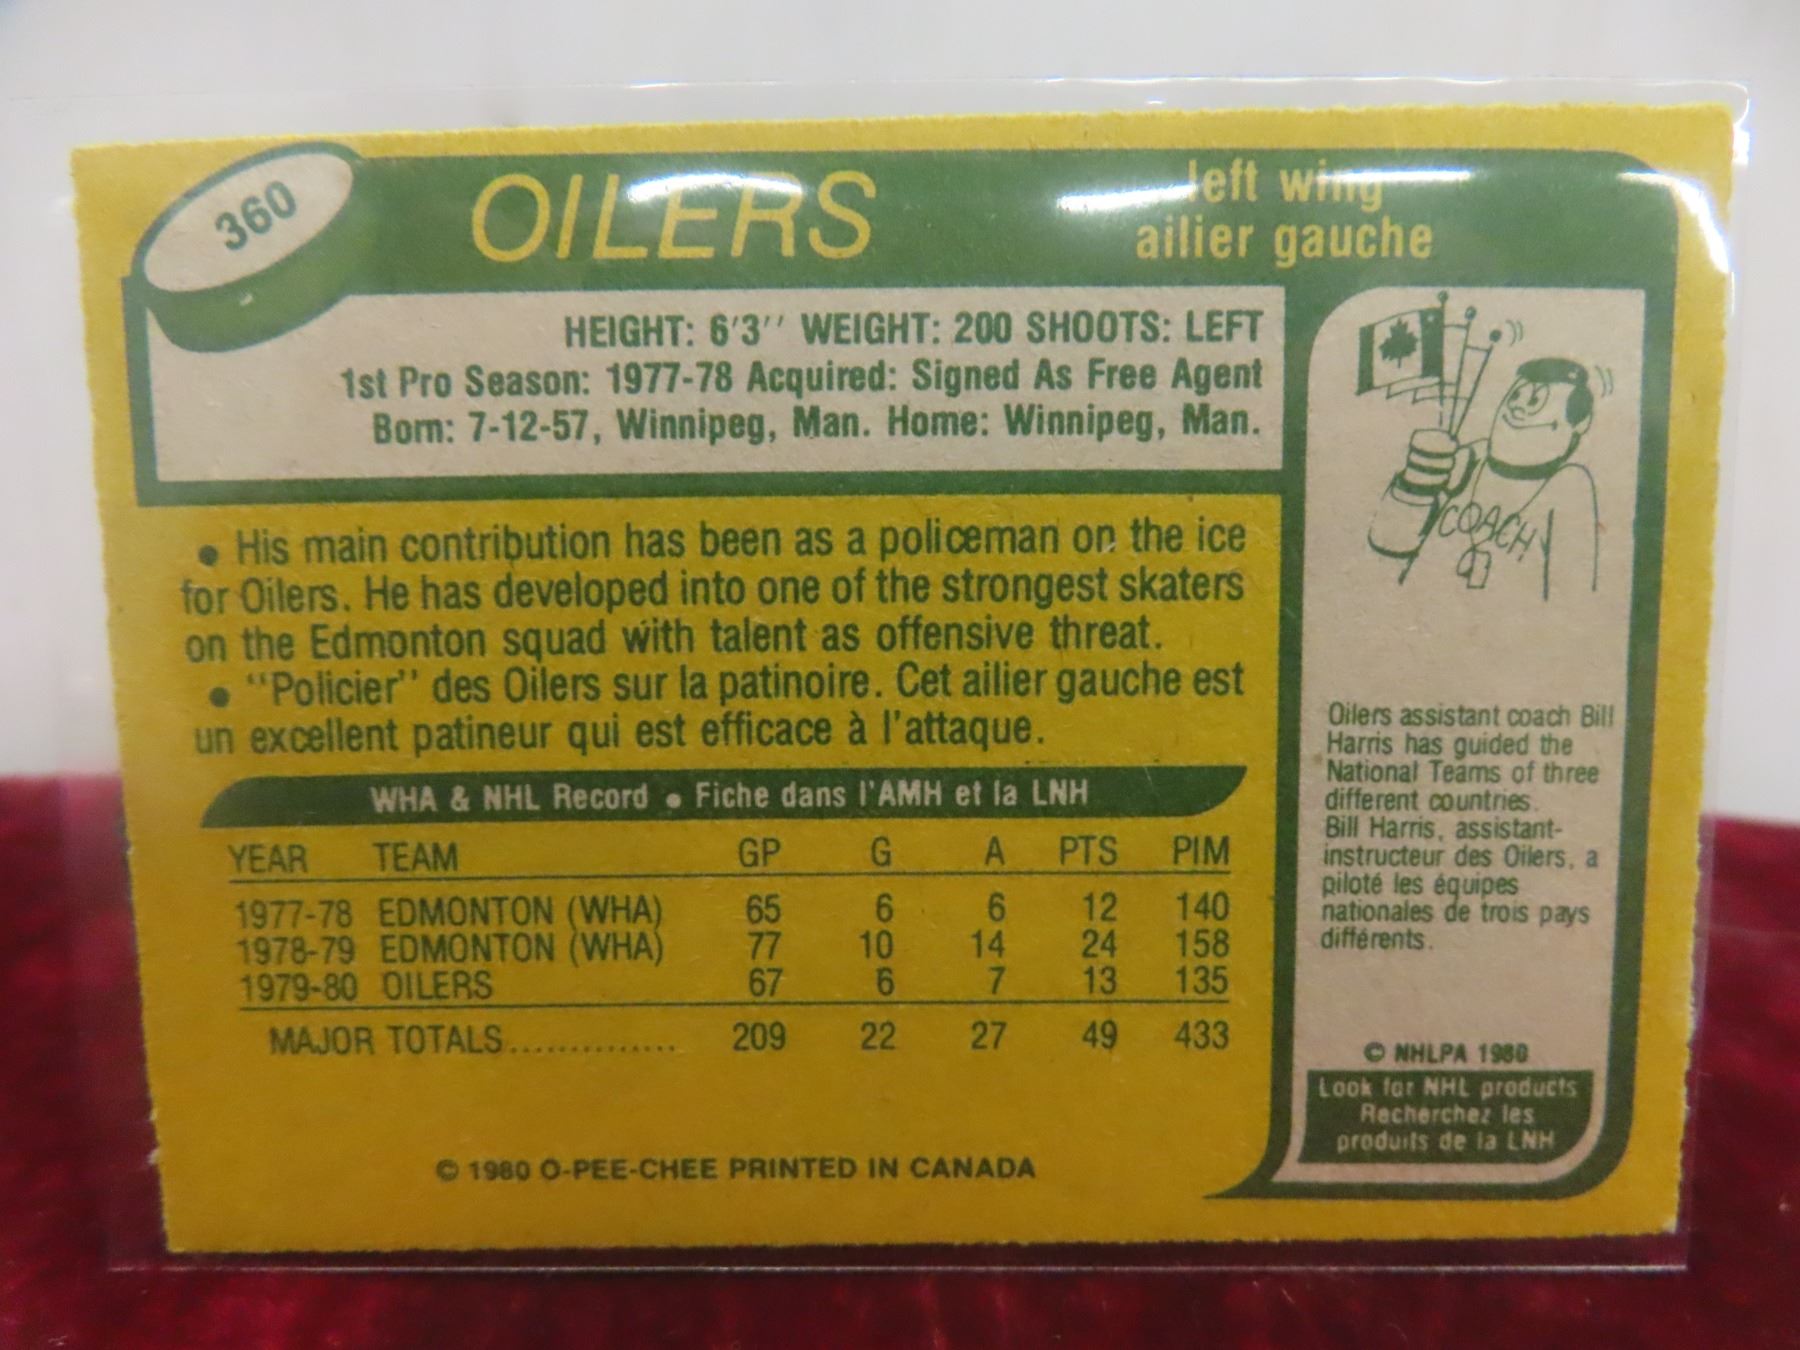 360
OILERS
left wing
ailier gauche
HEIGHT: 6'3'' WEIGHT: 200 SHOOTS: LEFT
1st Pro Season: 1977-78 Acquired: Signed As Free Agent
Born: 7-12-57, Winnipeg, Man. Home: Winnipeg, Man.
• His main contribution has been as a policeman on the ice
for Oilers. He has developed into one of the strongest skaters
on the Edmonton squad with talent as offensive threat.
• "Policier" des Oilers sur la patinoire. Cet ailier gauche est
un excellent patineur qui est efficace à l'attaque.
WHA & NHL Record • Fiche dans l'AMH et la LNH
YEAR TEAM GP G A PTS PIM
1977-78 EDMONTON (WHA) 65 6 6 12 140
1978-79 EDMONTON (WHA) 77 10 14 24 158
1979-80 OILERS 67 6 7 13 135
MAJOR TOTALS.............. 209 22 27 49 433
© 1980 O-PEE-CHEE PRINTED IN CANADA
COACH
Oilers assistant coach Bill
Harris has guided the
National Teams of three
different countries.
Bill Harris, assistant-
instructeur des Oilers, a
piloté les équipes
nationales de trois pays
différents.
© NHLPA 1980
Look for NHL products
Recherchez les
produits de la LNH